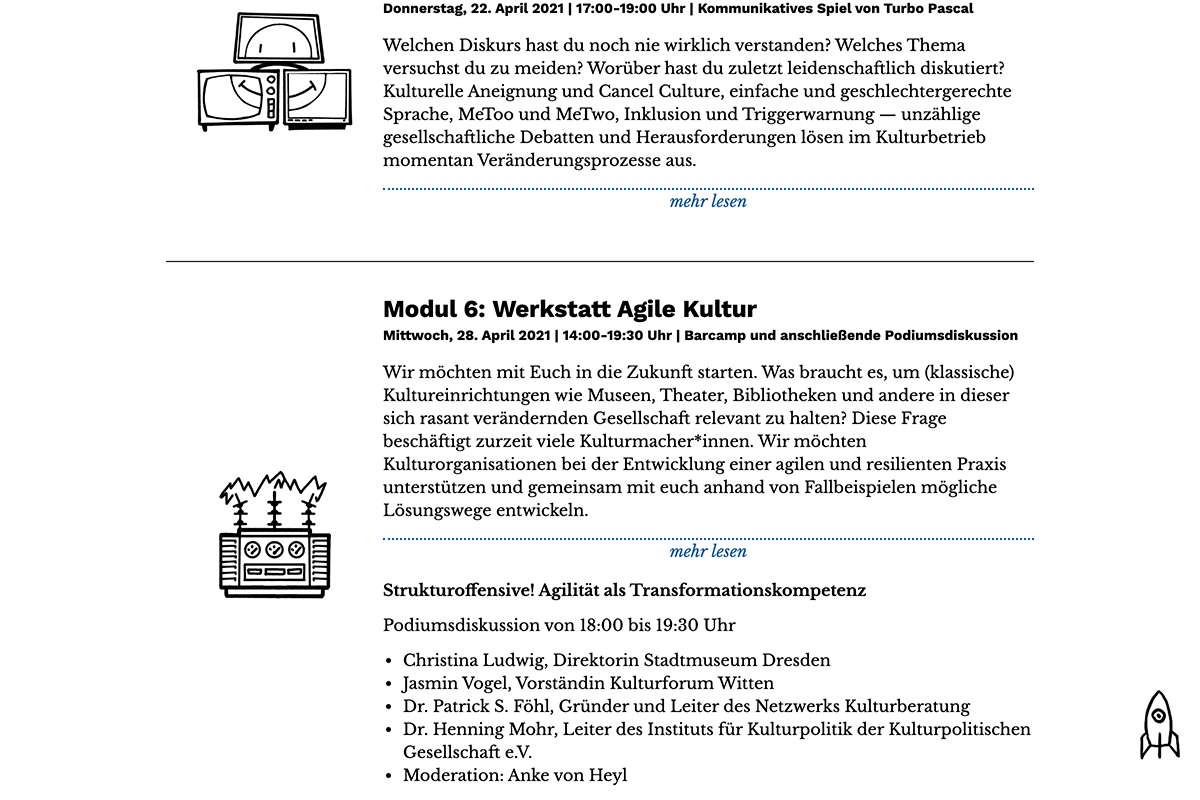 Donnerstag, 22. April 2021 | 17:00-19:00 Uhr | Kommunikatives Spiel von Turbo Pascal
Welchen Diskurs hast du noch nie wirklich verstanden? Welches Thema
versuchst du zu meiden? Worüber hast du zuletzt leidenschaftlich diskutiert?
Kulturelle Aneignung und Cancel Culture, einfache und geschlechtergerechte
Sprache, MeToo und MeTwo, Inklusion und Triggerwarnung — unzählige
gesellschaftliche Debatten und Herausforderungen lösen im Kulturbetrieb
momentan Veränderungsprozesse aus.
mehr lesen
Modul 6: Werkstatt Agile Kultur
Mittwoch, 28. April 2021 | 14:00-19:30 Uhr | Barcamp und anschließende Podiumsdiskussion
Wir möchten mit Euch in die Zukunft starten. Was braucht es, um (klassische)
Kultureinrichtungen wie Museen, Theater, Bibliotheken und andere in dieser
sich rasant verändernden Gesellschaft relevant zu halten? Diese Frage
beschäftigt zurzeit viele Kulturmacher*innen. Wir möchten
Kulturorganisationen bei der Entwicklung einer agilen und resilienten Praxis
unterstützen und gemeinsam mit euch anhand von Fallbeispielen mögliche
Lösungswege entwickeln.
mehr lesen
Strukturoffensive! Agilität als Transformationskompetenz
Podiumsdiskussion von 18:00 bis 19:30 Uhr
• Christina Ludwig, Direktorin Stadtmuseum Dresden
• Jasmin Vogel, Vorständin Kulturforum Witten
• Dr. Patrick S. Föhl, Gründer und Leiter des Netzwerks Kulturberatung
• Dr. Henning Mohr, Leiter des Instituts für Kulturpolitik der Kulturpolitischen
Gesellschaft e.V.
• Moderation: Anke von Heyl